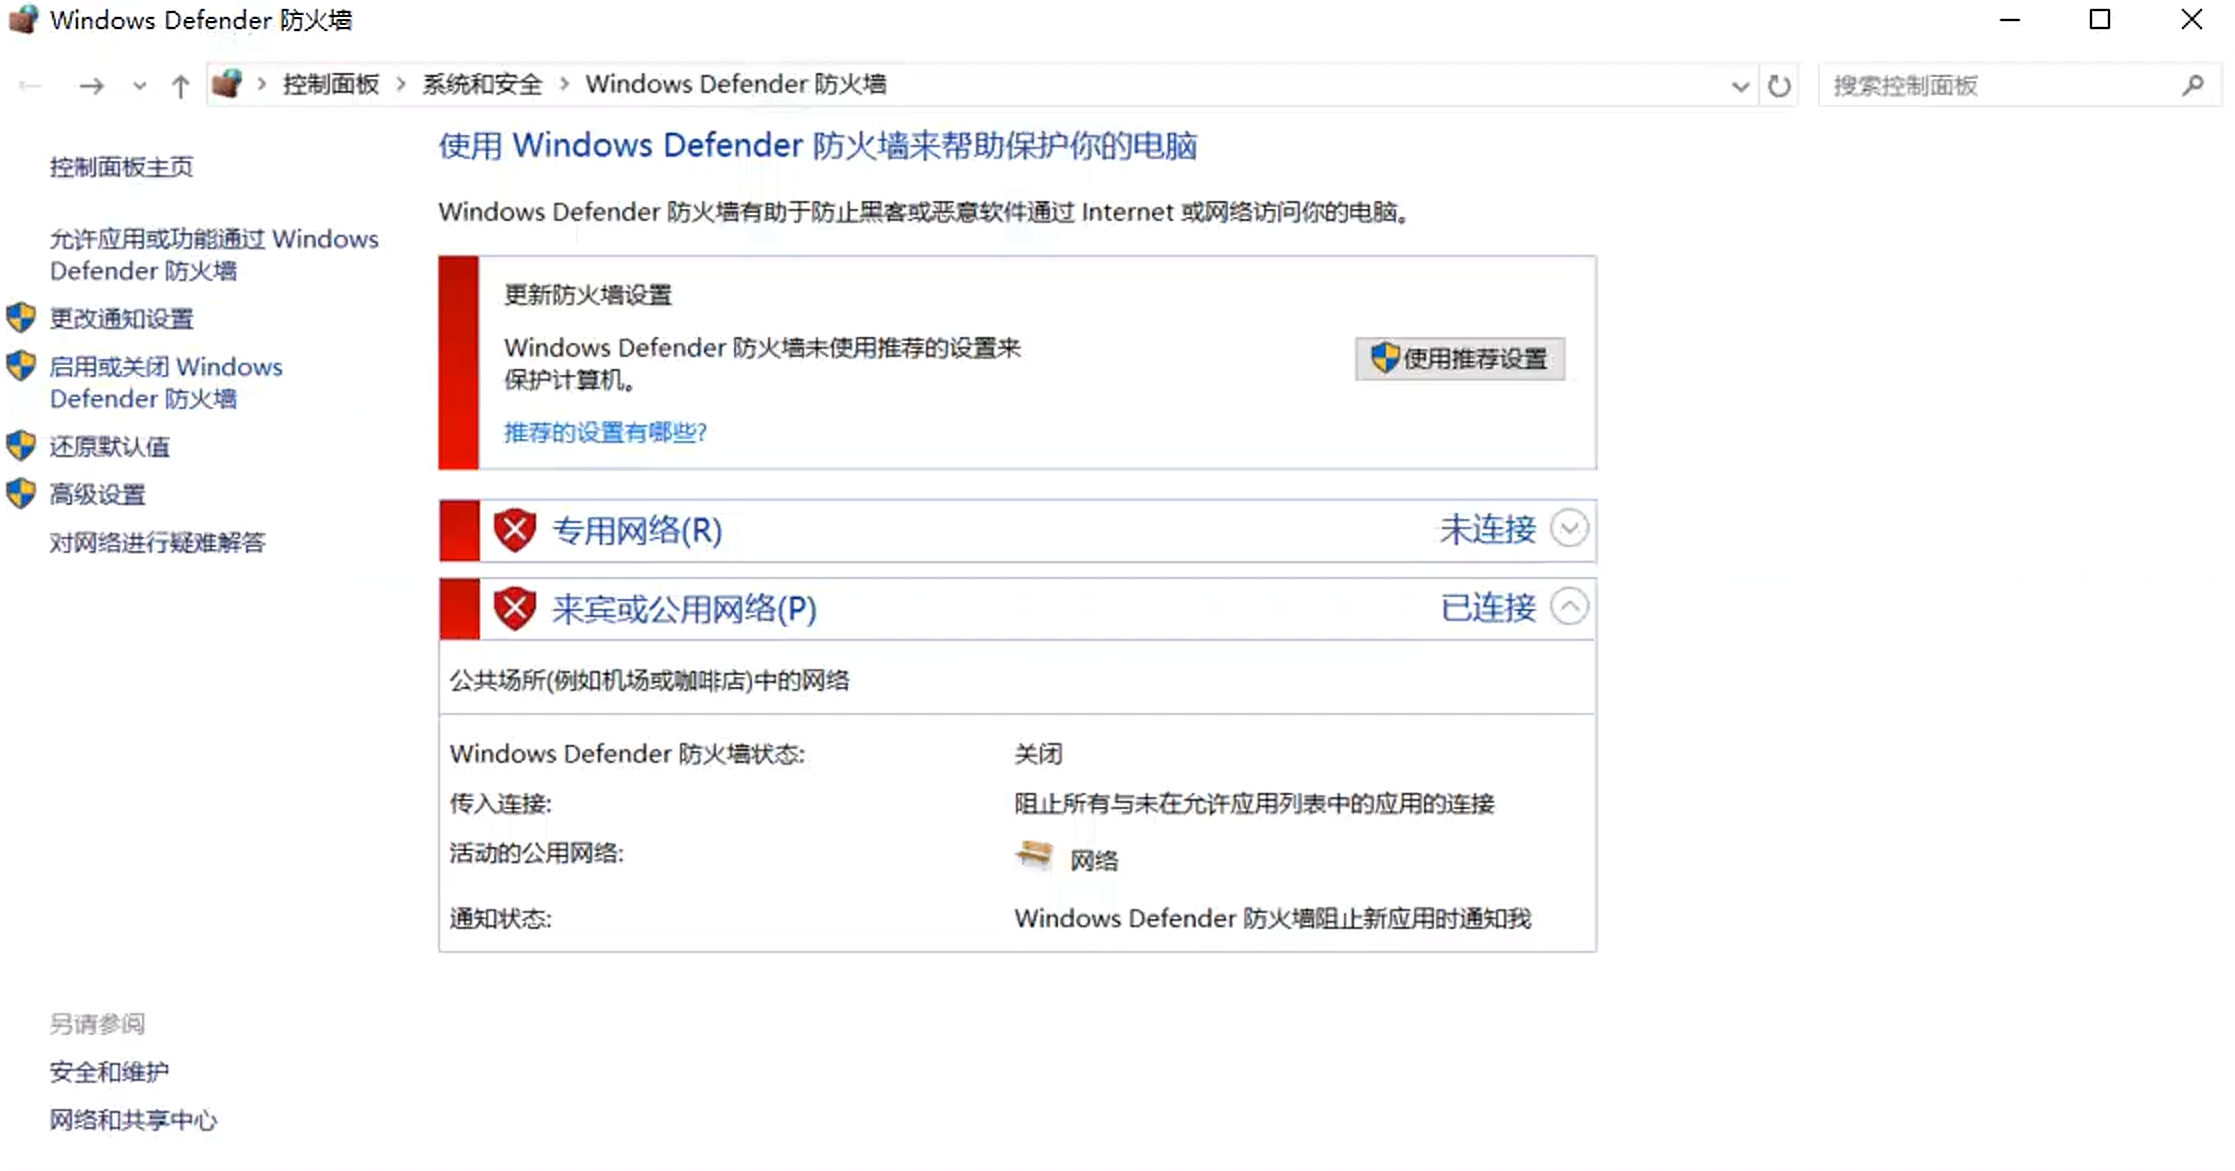 Windows Defender 防火墙
控制面板 系统和安全 Windows Defender 防火墙
搜索控制面板
控制面板主页
允许应用或功能通过 Windows
Defender 防火墙
更改通知设置
启用或关闭 Windows
Defender 防火墙
还原默认值
高级设置
对网络进行疑难解答
使用 Windows Defender 防火墙来帮助保护你的电脑
Windows Defender 防火墙有助于防止黑客或恶意软件通过 Internet 或网络访问你的电脑。
更新防火墙设置
Windows Defender 防火墙未使用推荐的设置来
保护计算机。
使用推荐设置
推荐的设置有哪些?
专用网络(R) 未连接
来宾或公用网络(P) 已连接
公共场所(例如机场或咖啡店)中的网络
Windows Defender 防火墙状态: 关闭
传入连接: 阻止所有与未在允许应用列表中的应用的连接
活动的公用网络: 网络
通知状态: Windows Defender 防火墙阻止新应用时通知我
另请参阅
安全和维护
网络和共享中心